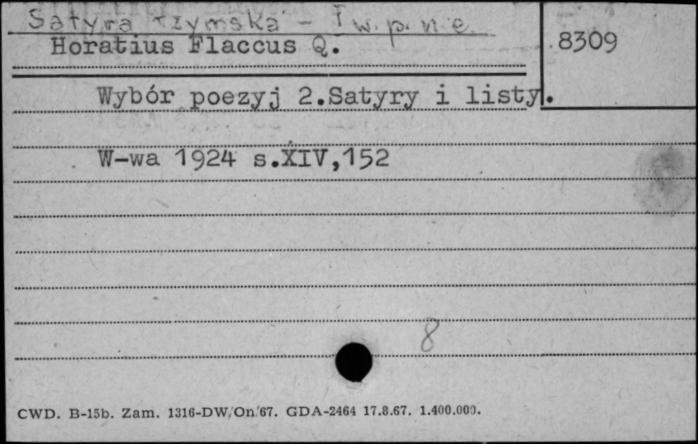 Satyra rzymska - I w. p. n. e.
Horatius Flaccus Q.
8309
Wybór poezyj 2.Satyry i listy.
W-wa 1924 s.XIV,152
8
CWD. B-15b. Zam. 1316-DW/On/67. GDA-2464 17.8.67. 1.400.000.